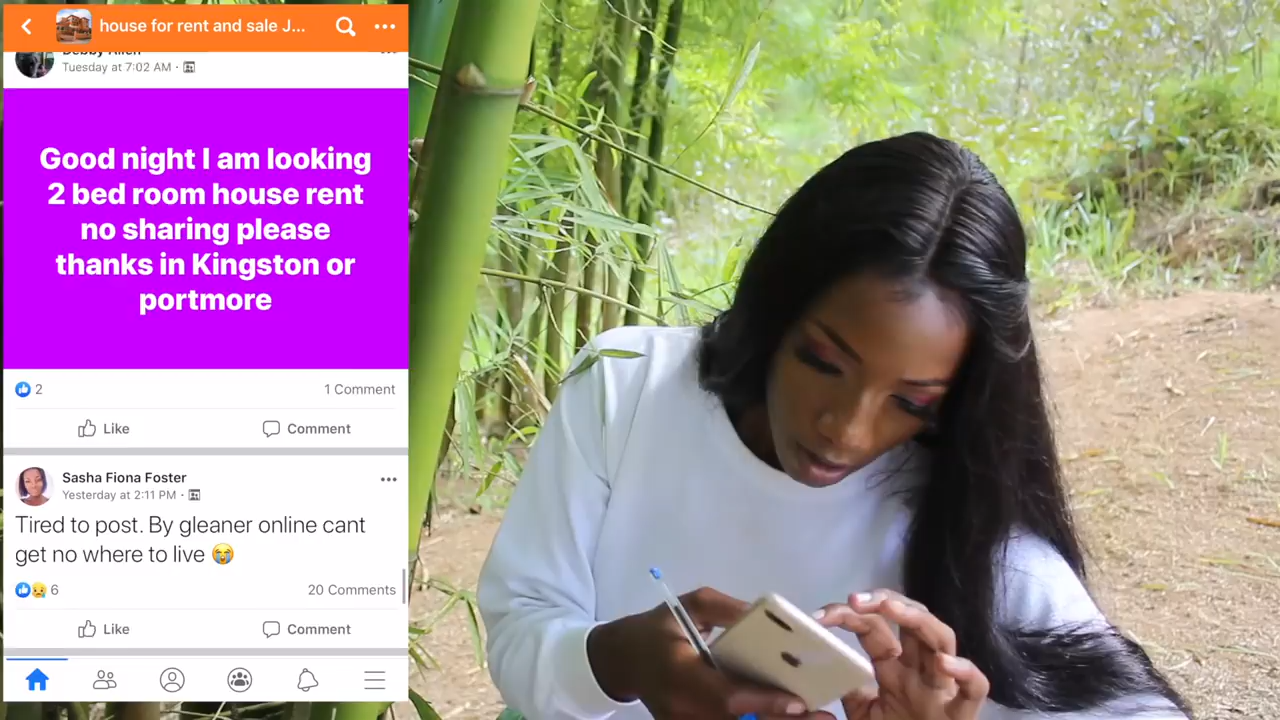 house for rent and sale J...
Debby Allen
Tuesday at 7:02 AM
Good night I am looking
2 bed room house rent
no sharing please
thanks in Kingston or
portmore
2
1 Comment
Like
Comment
Sasha Fiona Foster
Yesterday at 2:11 PM
Tired to post. By gleaner online cant
get no where to live 😭
6
20 Comments
Like
Comment